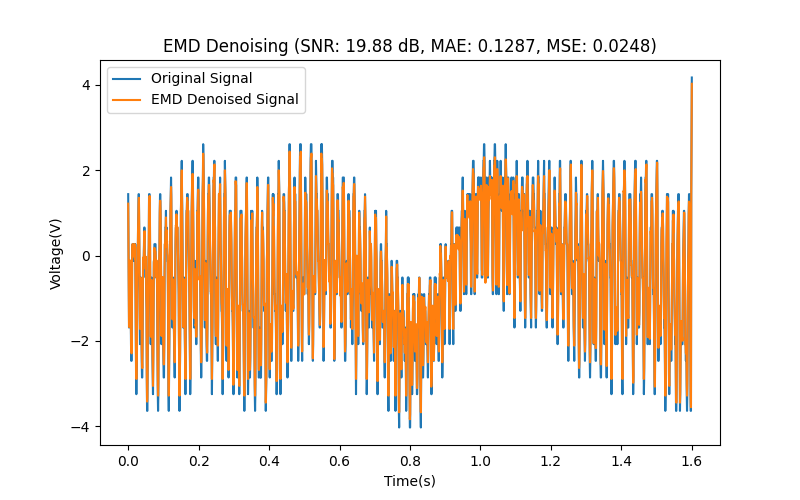 EMD Denoising (SNR: 19.88 dB, MAE: 0.1287, MSE: 0.0248)
Original Signal
EMD Denoised Signal
4
2
0
−2
−4
Voltage(V)
0.0 0.2 0.4 0.6 0.8 1.0 1.2 1.4 1.6
Time(s)